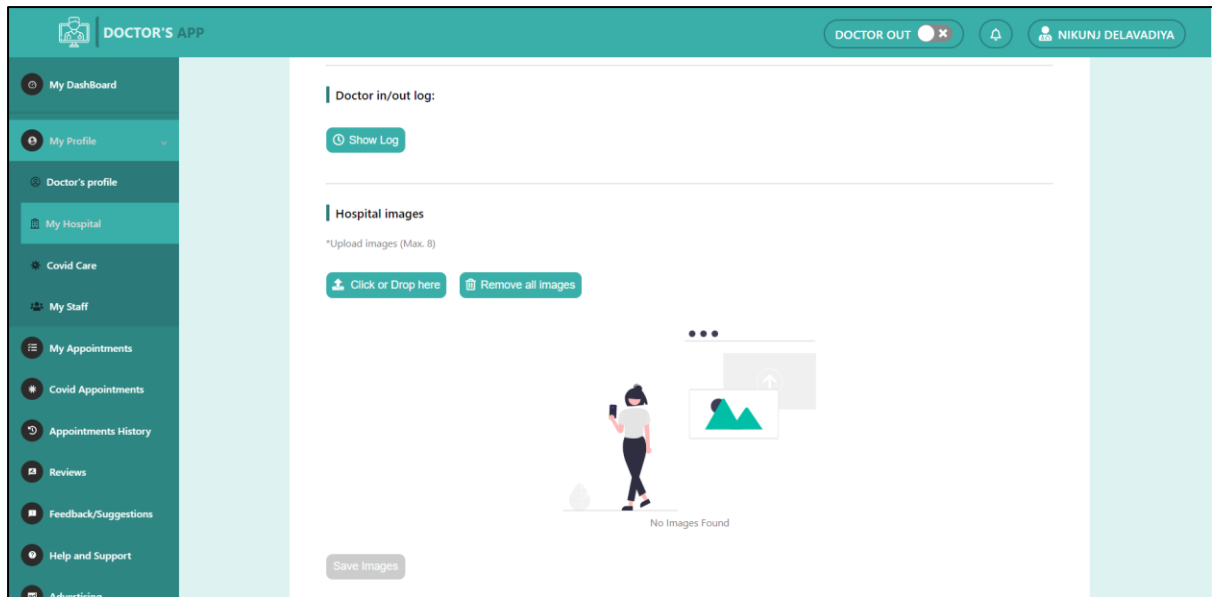 DOCTOR'S APP
DOCTOR OUT
NIKUNJ DELAVADIYA
My DashBoard
My Profile
Doctor's profile
My Hospital
Covid Care
My Staff
My Appointments
Covid Appointments
Appointments History
Reviews
Feedback/Suggestions
Help and Support
Advertising
Doctor in/out log:
Show Log
Hospital images
*Upload images (Max. 8)
Click or Drop here
Remove all images
No Images Found
Save Images